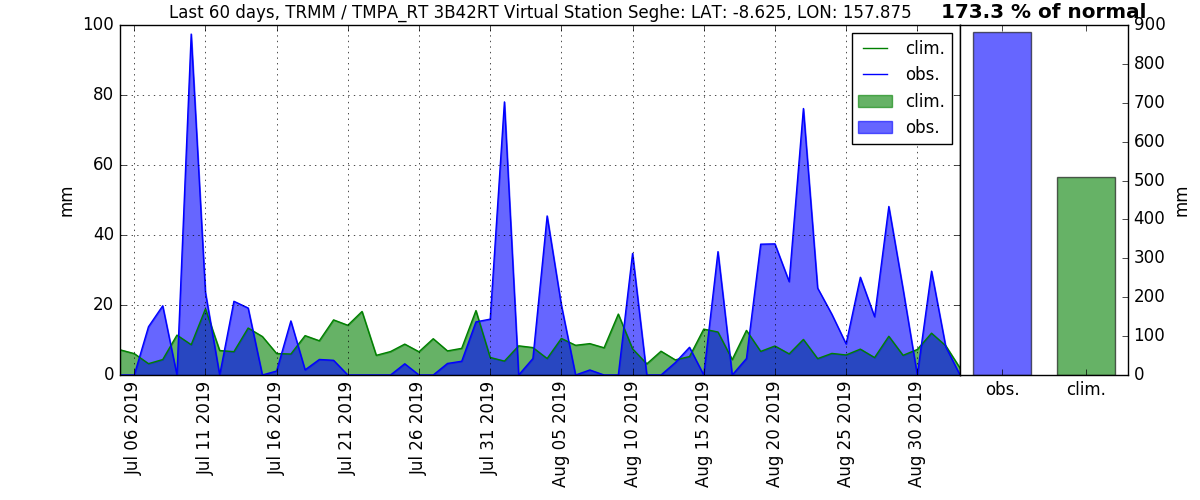 Last 60 days, TRMM / TMPA_RT 3B42RT Virtual Station Seghe: LAT: -8.625, LON: 157.875
173.3 % of normal
100
80
60
40
20
0
mm
clim.
obs.
clim.
obs.
900
800
700
600
500
400
300
200
100
0
mm
Jul 06 2019
Jul 11 2019
Jul 16 2019
Jul 21 2019
Jul 26 2019
Jul 31 2019
Aug 05 2019
Aug 10 2019
Aug 15 2019
Aug 20 2019
Aug 25 2019
Aug 30 2019
obs.
clim.